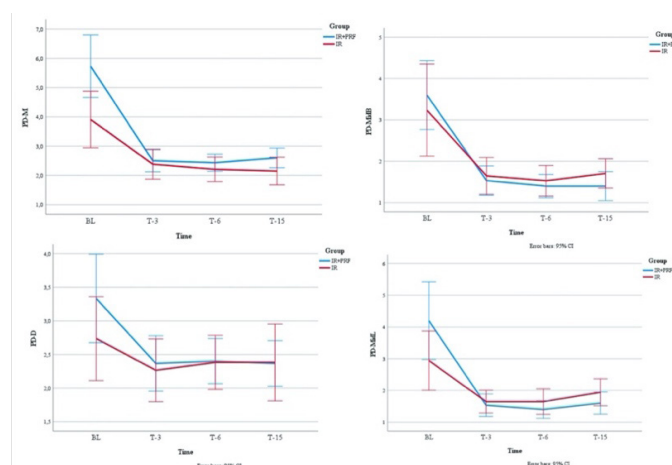 Group
IR+PRF
IR
PD-M
7,0
6,0
5,0
4,0
3,0
2,0
1,0
BL
T-3
T-6
T-15
Time
Group
IR
PD-MidB
5
4
3
2
1
BL
T-3
T-6
T-15
Time
Error bars: 95% CI
Group
IR+PRF
IR
PD-D
4,0
3,5
3,0
2,5
2,0
1,5
BL
T-3
T-6
T-15
Time
Group
IR+PRF
IR
PD-MidL
6
5
4
3
2
1
BL
T-3
T-6
T-15
Time
Error bars: 95% CI